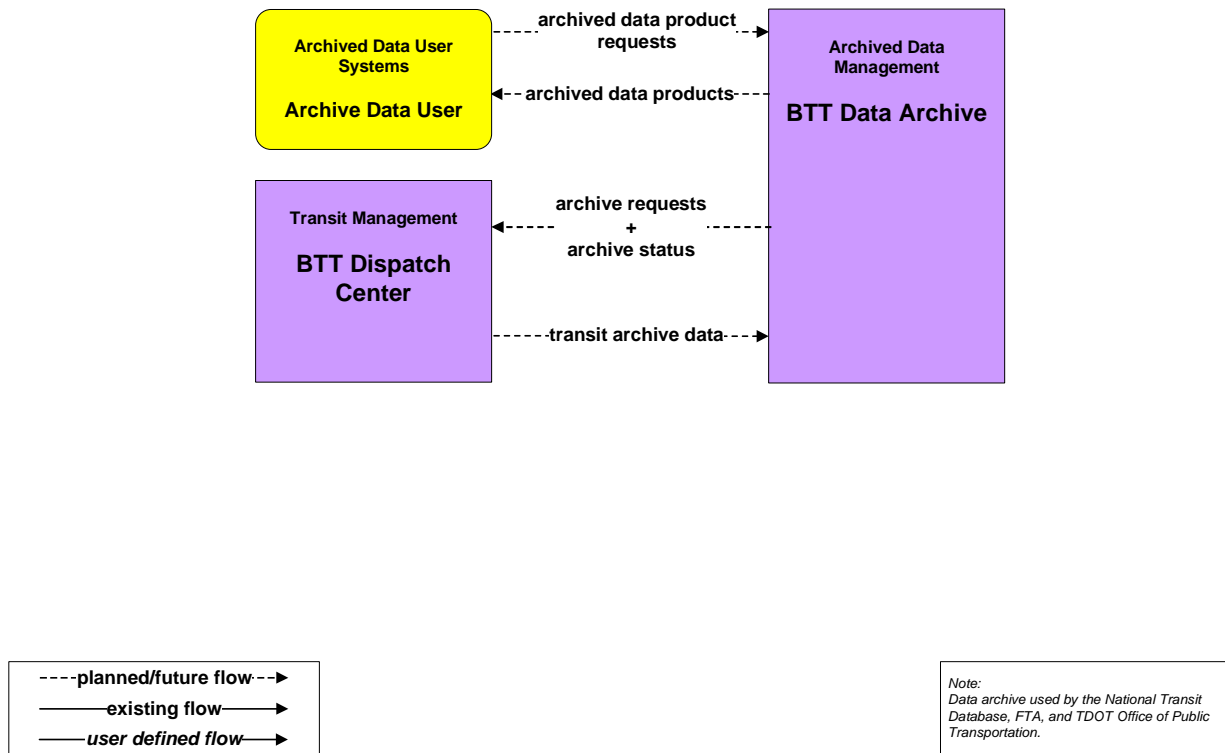 Archived Data User
Systems
Archive Data User
archived data product
requests
archived data products
Archived Data
Management
BTT Data Archive
Transit Management
BTT Dispatch
Center
archive requests
+
archive status
transit archive data
planned/future flow
existing flow
user defined flow
Note:
Data archive used by the National Transit
Database, FTA, and TDOT Office of Public
Transportation.